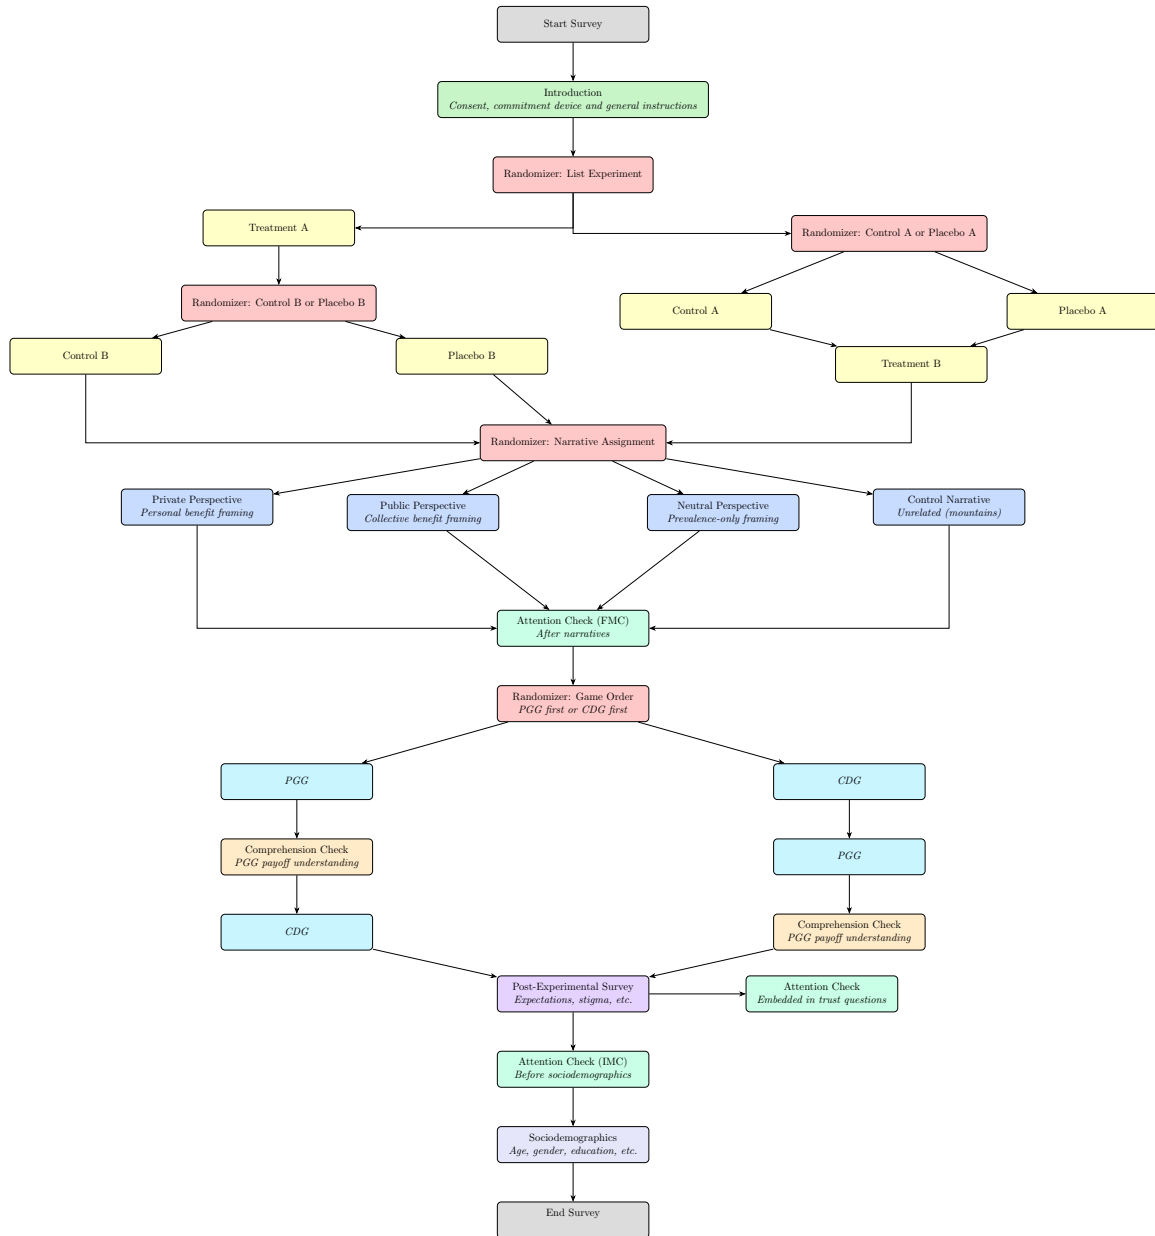 Start Survey
Introduction
Consent, commitment device and general instructions
Randomizer: List Experiment
Treatment A
Randomizer: Control A or Placebo A
Randomizer: Control B or Placebo B
Control A
Placebo A
Control B
Placebo B
Treatment B
Randomizer: Narrative Assignment
Private Perspective
Personal benefit framing
Public Perspective
Collective benefit framing
Neutral Perspective
Prevalence-only framing
Control Narrative
Unrelated (mountains)
Attention Check (FMC)
After narratives
Randomizer: Game Order
PGG first or CDG first
PGG
CDG
Comprehension Check
PGG payoff understanding
PGG
CDG
Comprehension Check
PGG payoff understanding
Post-Experimental Survey
Expectations, stigma, etc.
Attention Check
Embedded in trust questions
Attention Check (IMC)
Before sociodemographics
Sociodemographics
Age, gender, education, etc.
End Survey